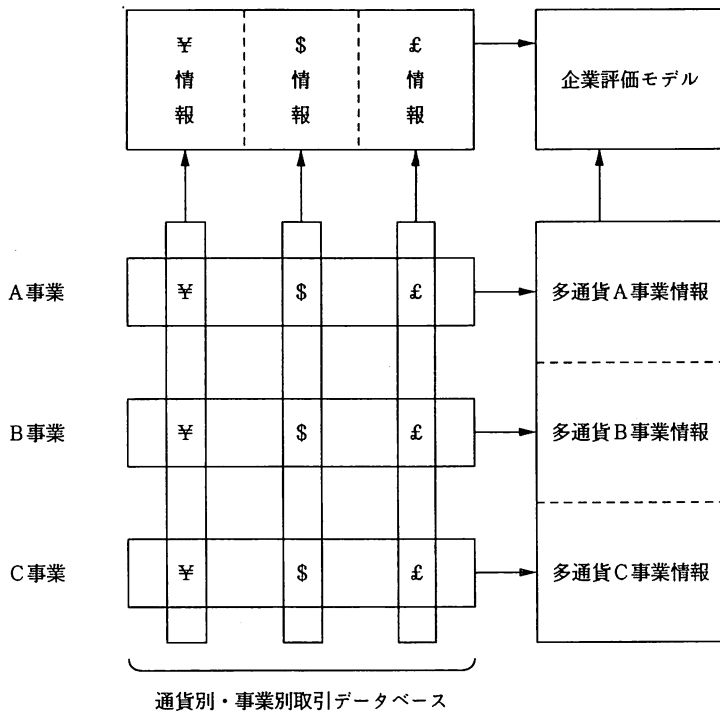 ¥情報
$情報
£情報
企業評価モデル
A事業
¥
$
£
多通貨A事業情報
B事業
¥
$
£
多通貨B事業情報
C事業
¥
$
£
多通貨C事業情報
通貨別・事業別取引データベース